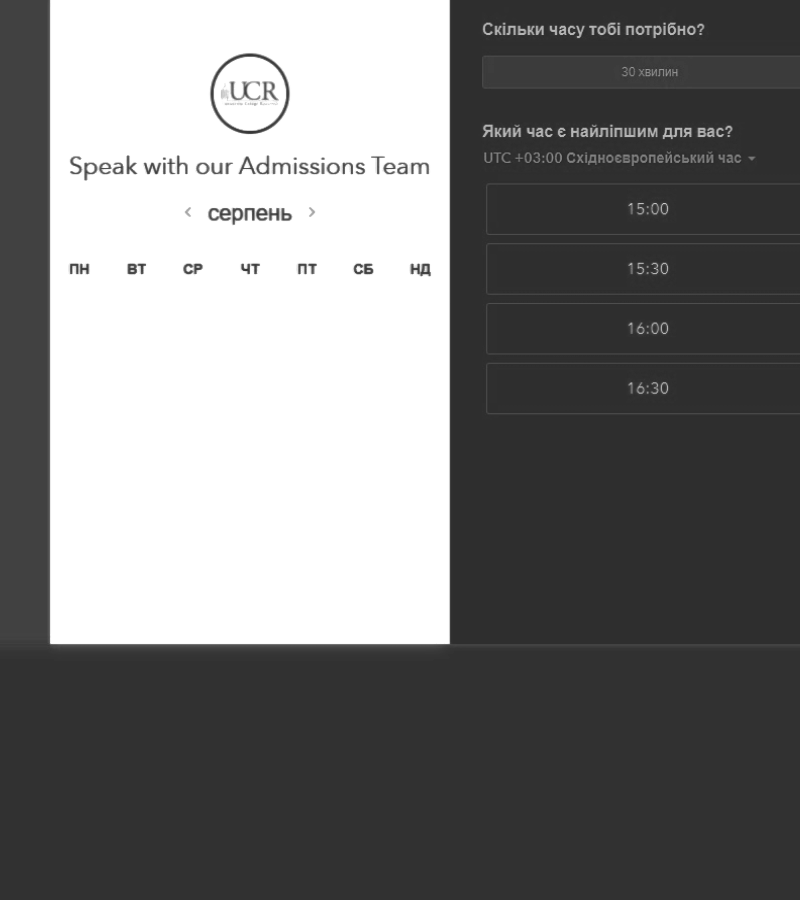 UCR
Speak with our Admissions Team
серпень
ПН ВТ СР ЧТ ПТ СБ НД
Скільки часу тобі потрібно?
30 хвилин
Який час є найліпшим для вас?
UTC +03:00 Східноєвропейський час
15:00
15:30
16:00
16:30